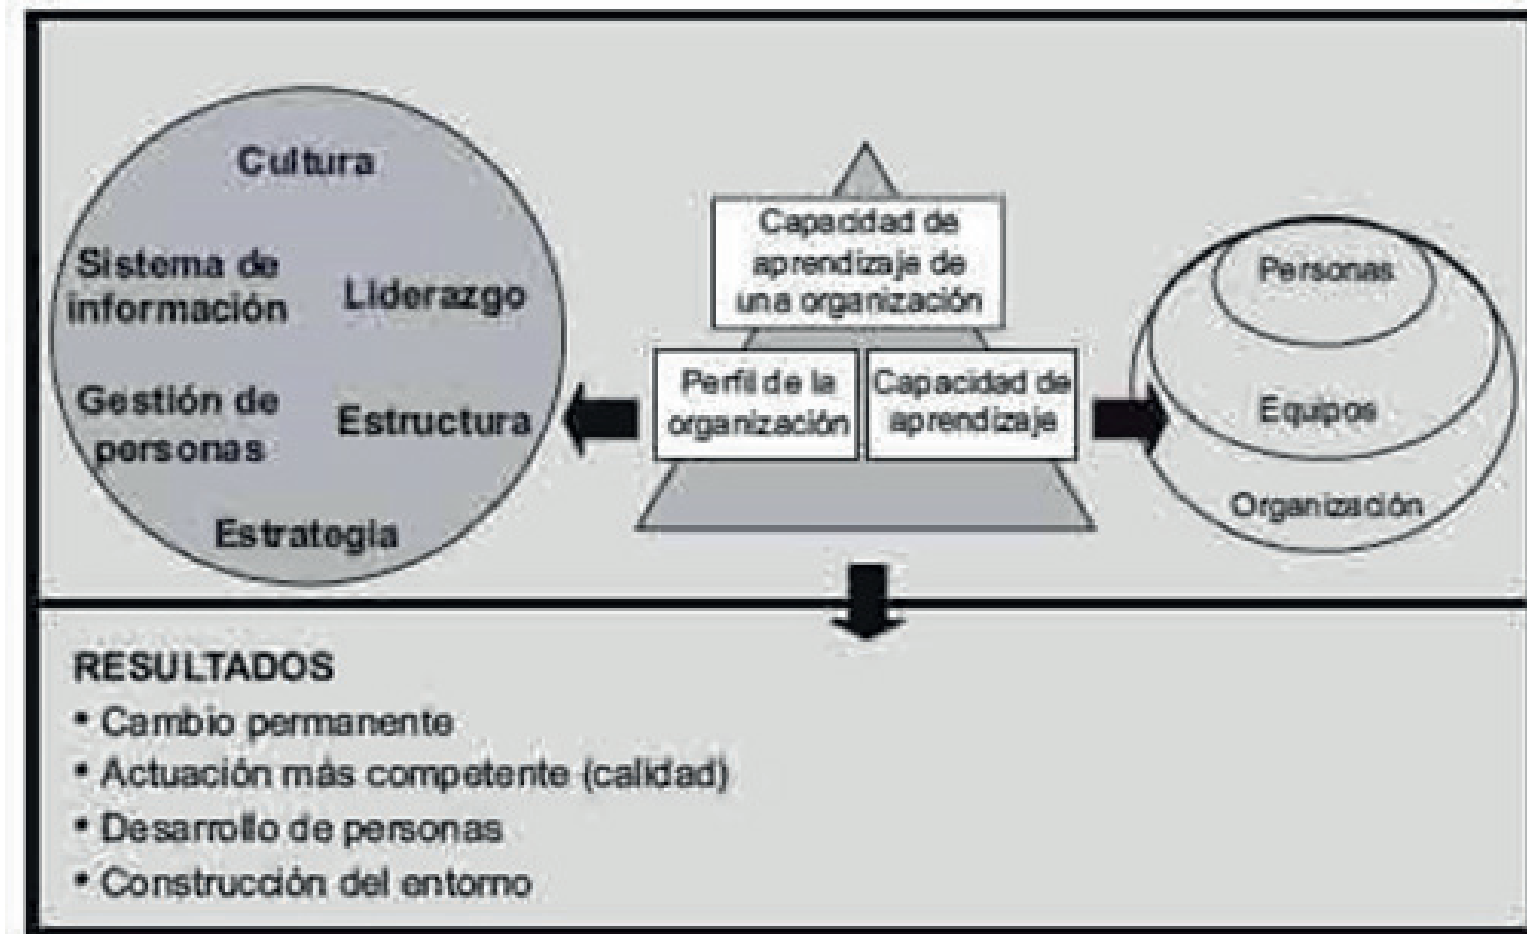 Cultura
Sistema de
información
Liderazgo
Gestión de
personas
Estructura
Estrategia
Capacidad de
aprendizaje de
una organización
Perfil de la
organización
Capacidad de
aprendizaje
Personas
Equipos
Organización
RESULTADOS
• Cambio permanente
• Actuación más competente (calidad)
• Desarrollo de personas
• Construcción del entorno